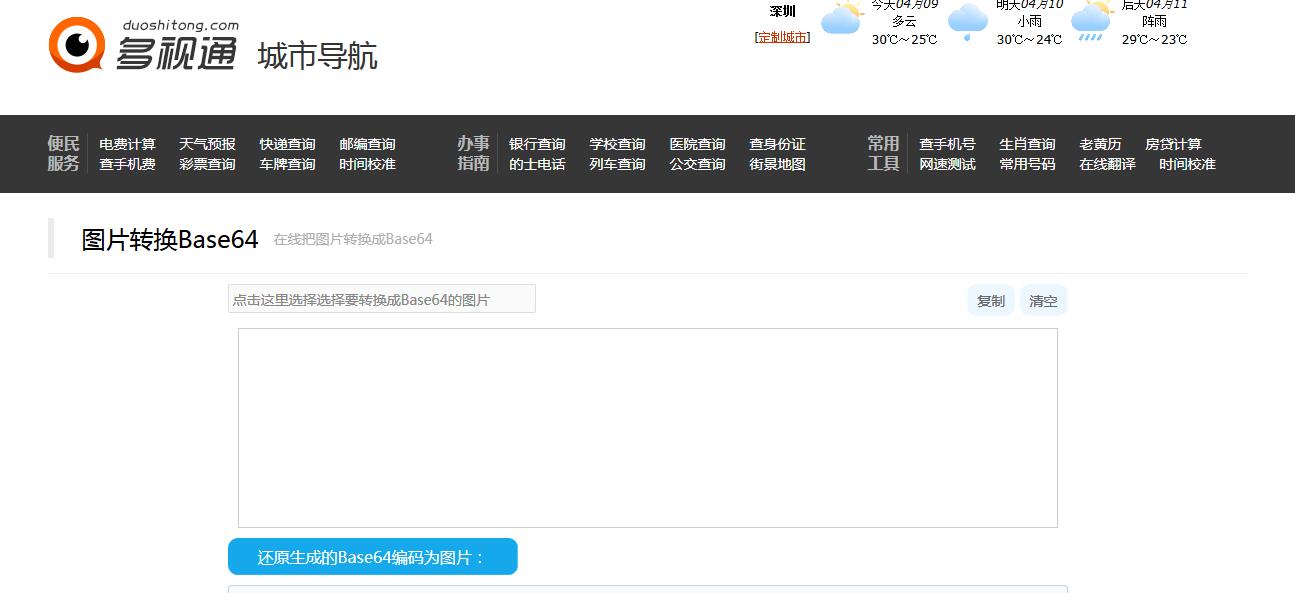 duoshitong.com
多视通
城市导航
深圳
[定制城市]
今天04月09
多云
30℃～25℃
明天04月10
小雨
30℃～24℃
后天04月11
阵雨
29℃～23℃
便民服务
电费计算 天气预报 快递查询 邮编查询
查手机费 彩票查询 车牌查询 时间校准
办事指南
银行查询 学校查询 医院查询 查身份证
的士电话 列车查询 公交查询 街景地图
常用工具
查手机号 生肖查询 老黄历 房贷计算
网速测试 常用号码 在线翻译 时间校准
图片转换Base64 在线把图片转换成Base64
点击这里选择选择要转换成Base64的图片
复制 清空
还原生成的Base64编码为图片：